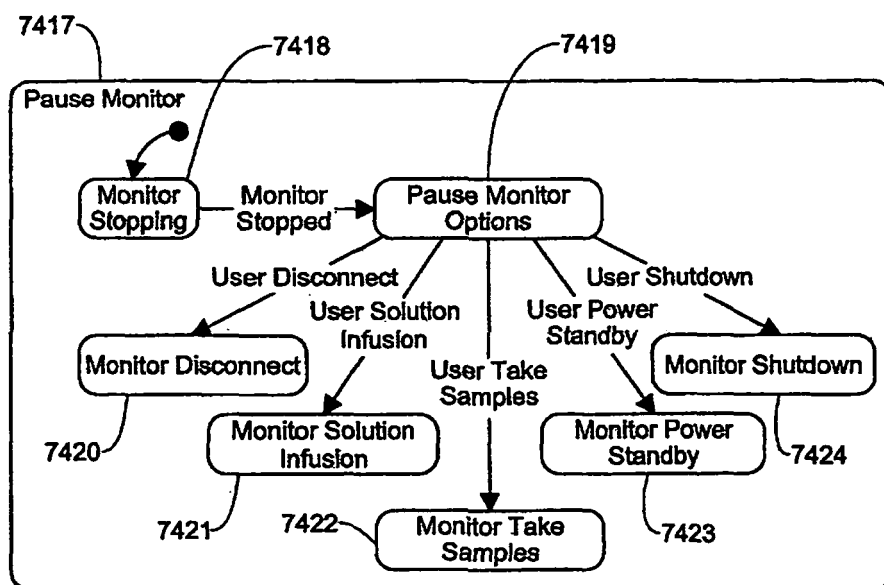 7417
7418
7419
Pause Monitor
Monitor
Stopping
Monitor
Stopped
Pause Monitor
Options
User Disconnect
User Solution
Infusion
User Take
Samples
User Power
Standby
User Shutdown
Monitor Disconnect
Monitor Shutdown
7420
Monitor Solution
Infusion
Monitor Power
Standby
7424
7421
7422
Monitor Take
Samples
7423